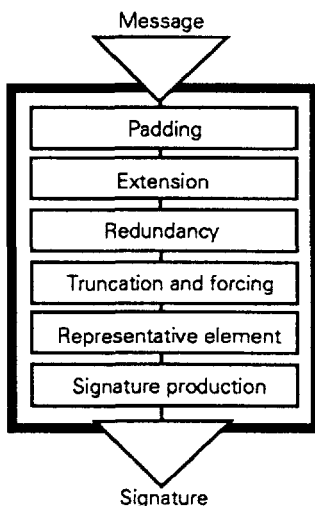 Message
Padding
Extension
Redundancy
Truncation and forcing
Representative element
Signature production
Signature